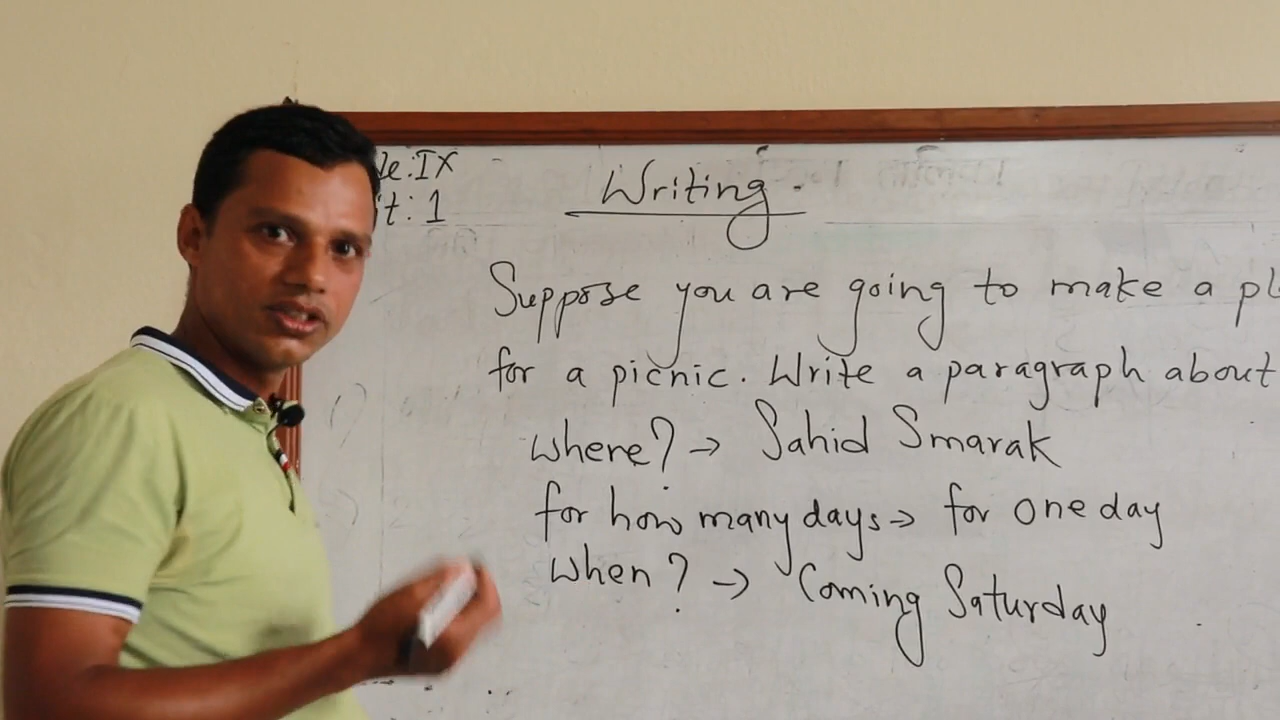 le: IX
it: 1
Writing.
Suppose you are going to make a pl
for a picnic. Write a paragraph about
where? → Sahid Smarak
for how many days → for one day
when? → Coming Saturday